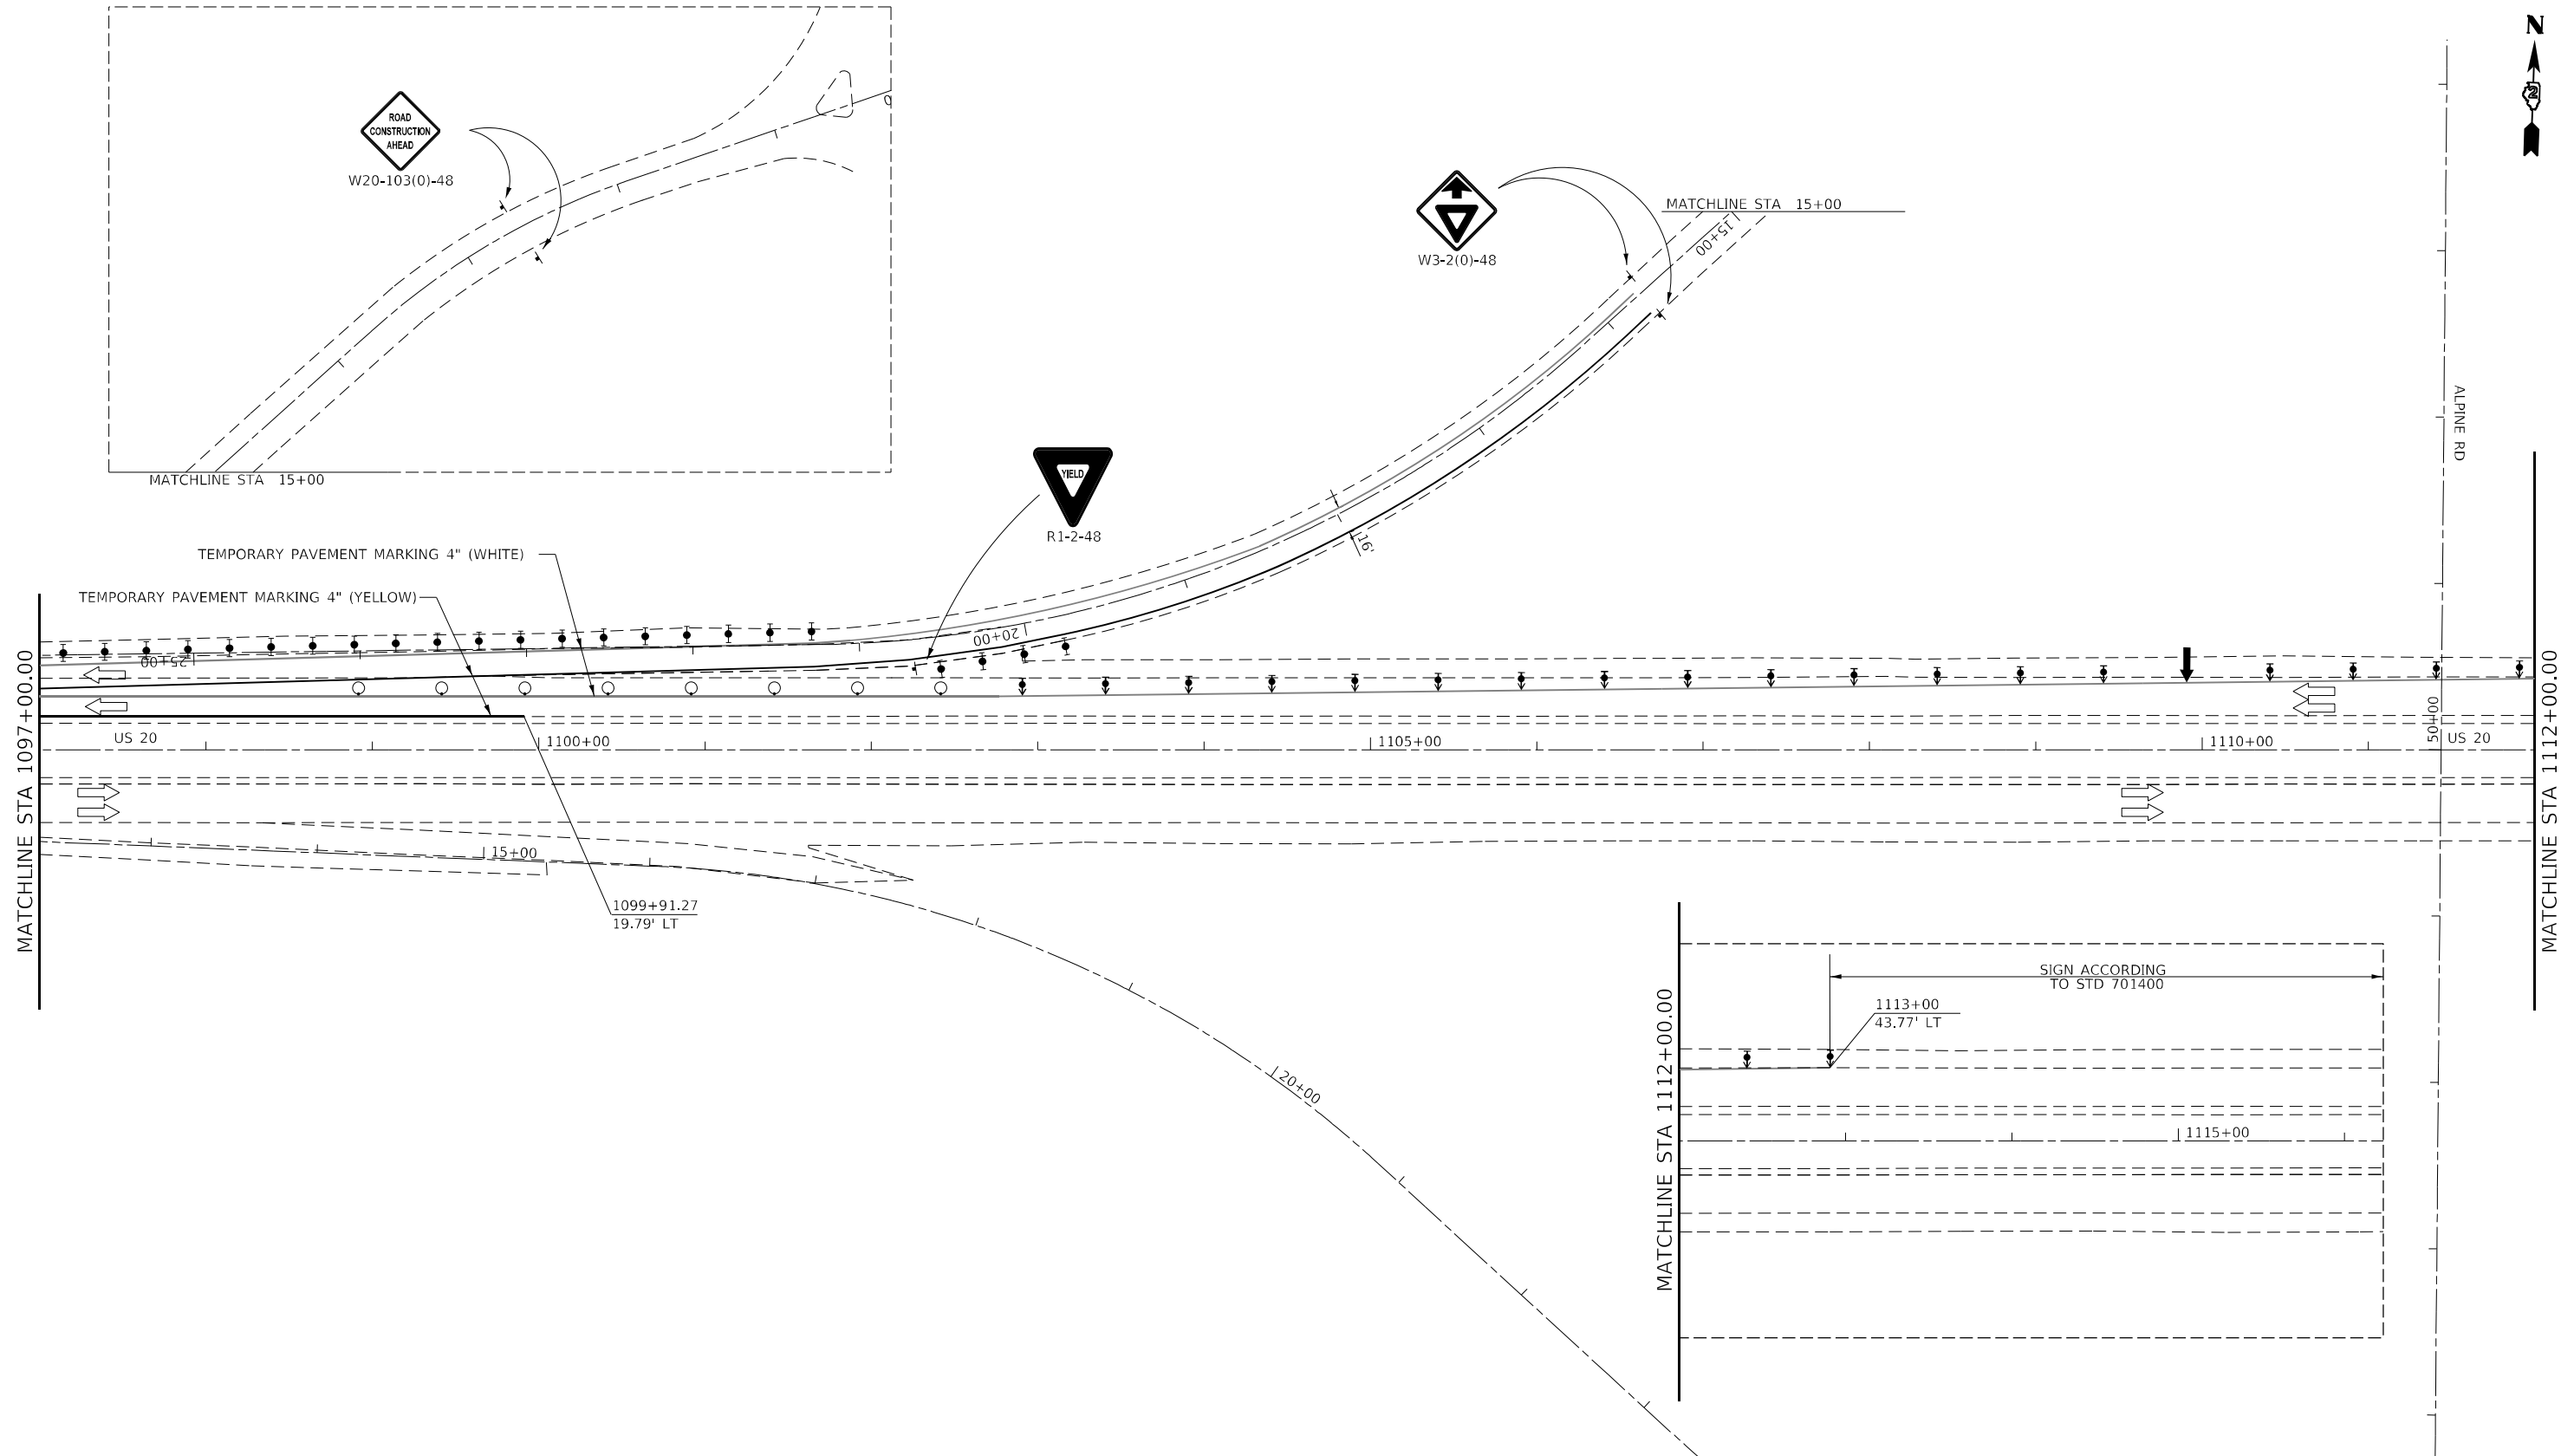 N
2
ROAD
CONSTRUCTION
AHEAD
W20-103(0)-48
0
MATCHLINE STA 15+00
W3-2(0)-48
MATCHLINE STA 15+00
15+00
YIELD
R1-2-48
16'
ALPINE RD
TEMPORARY PAVEMENT MARKING 4" (WHITE)
TEMPORARY PAVEMENT MARKING 4" (YELLOW)
20+00
25+00
MATCHLINE STA 1097+00.00
US 20
1100+00
1105+00
1110+00
50+00
US 20
MATCHLINE STA 1112+00.00
15+00
1099+91.27
19.79' LT
20+00
MATCHLINE STA 1112+00.00
SIGN ACCORDING
TO STD 701400
1113+00
43.77' LT
1115+00